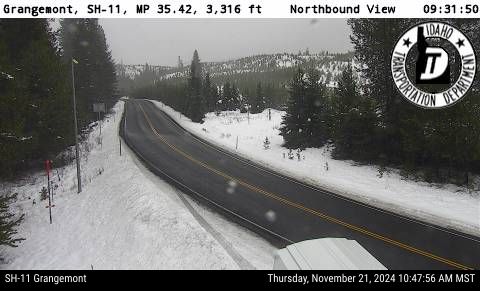 Grangemont, SH-11, MP 35.42, 3,316 ft Northbound View 09:31:50
IDAHO
TRANSPORTATION DEPARTMENT
SH-11 Grangemont Thursday, November 21, 2024 10:47:56 AM MST